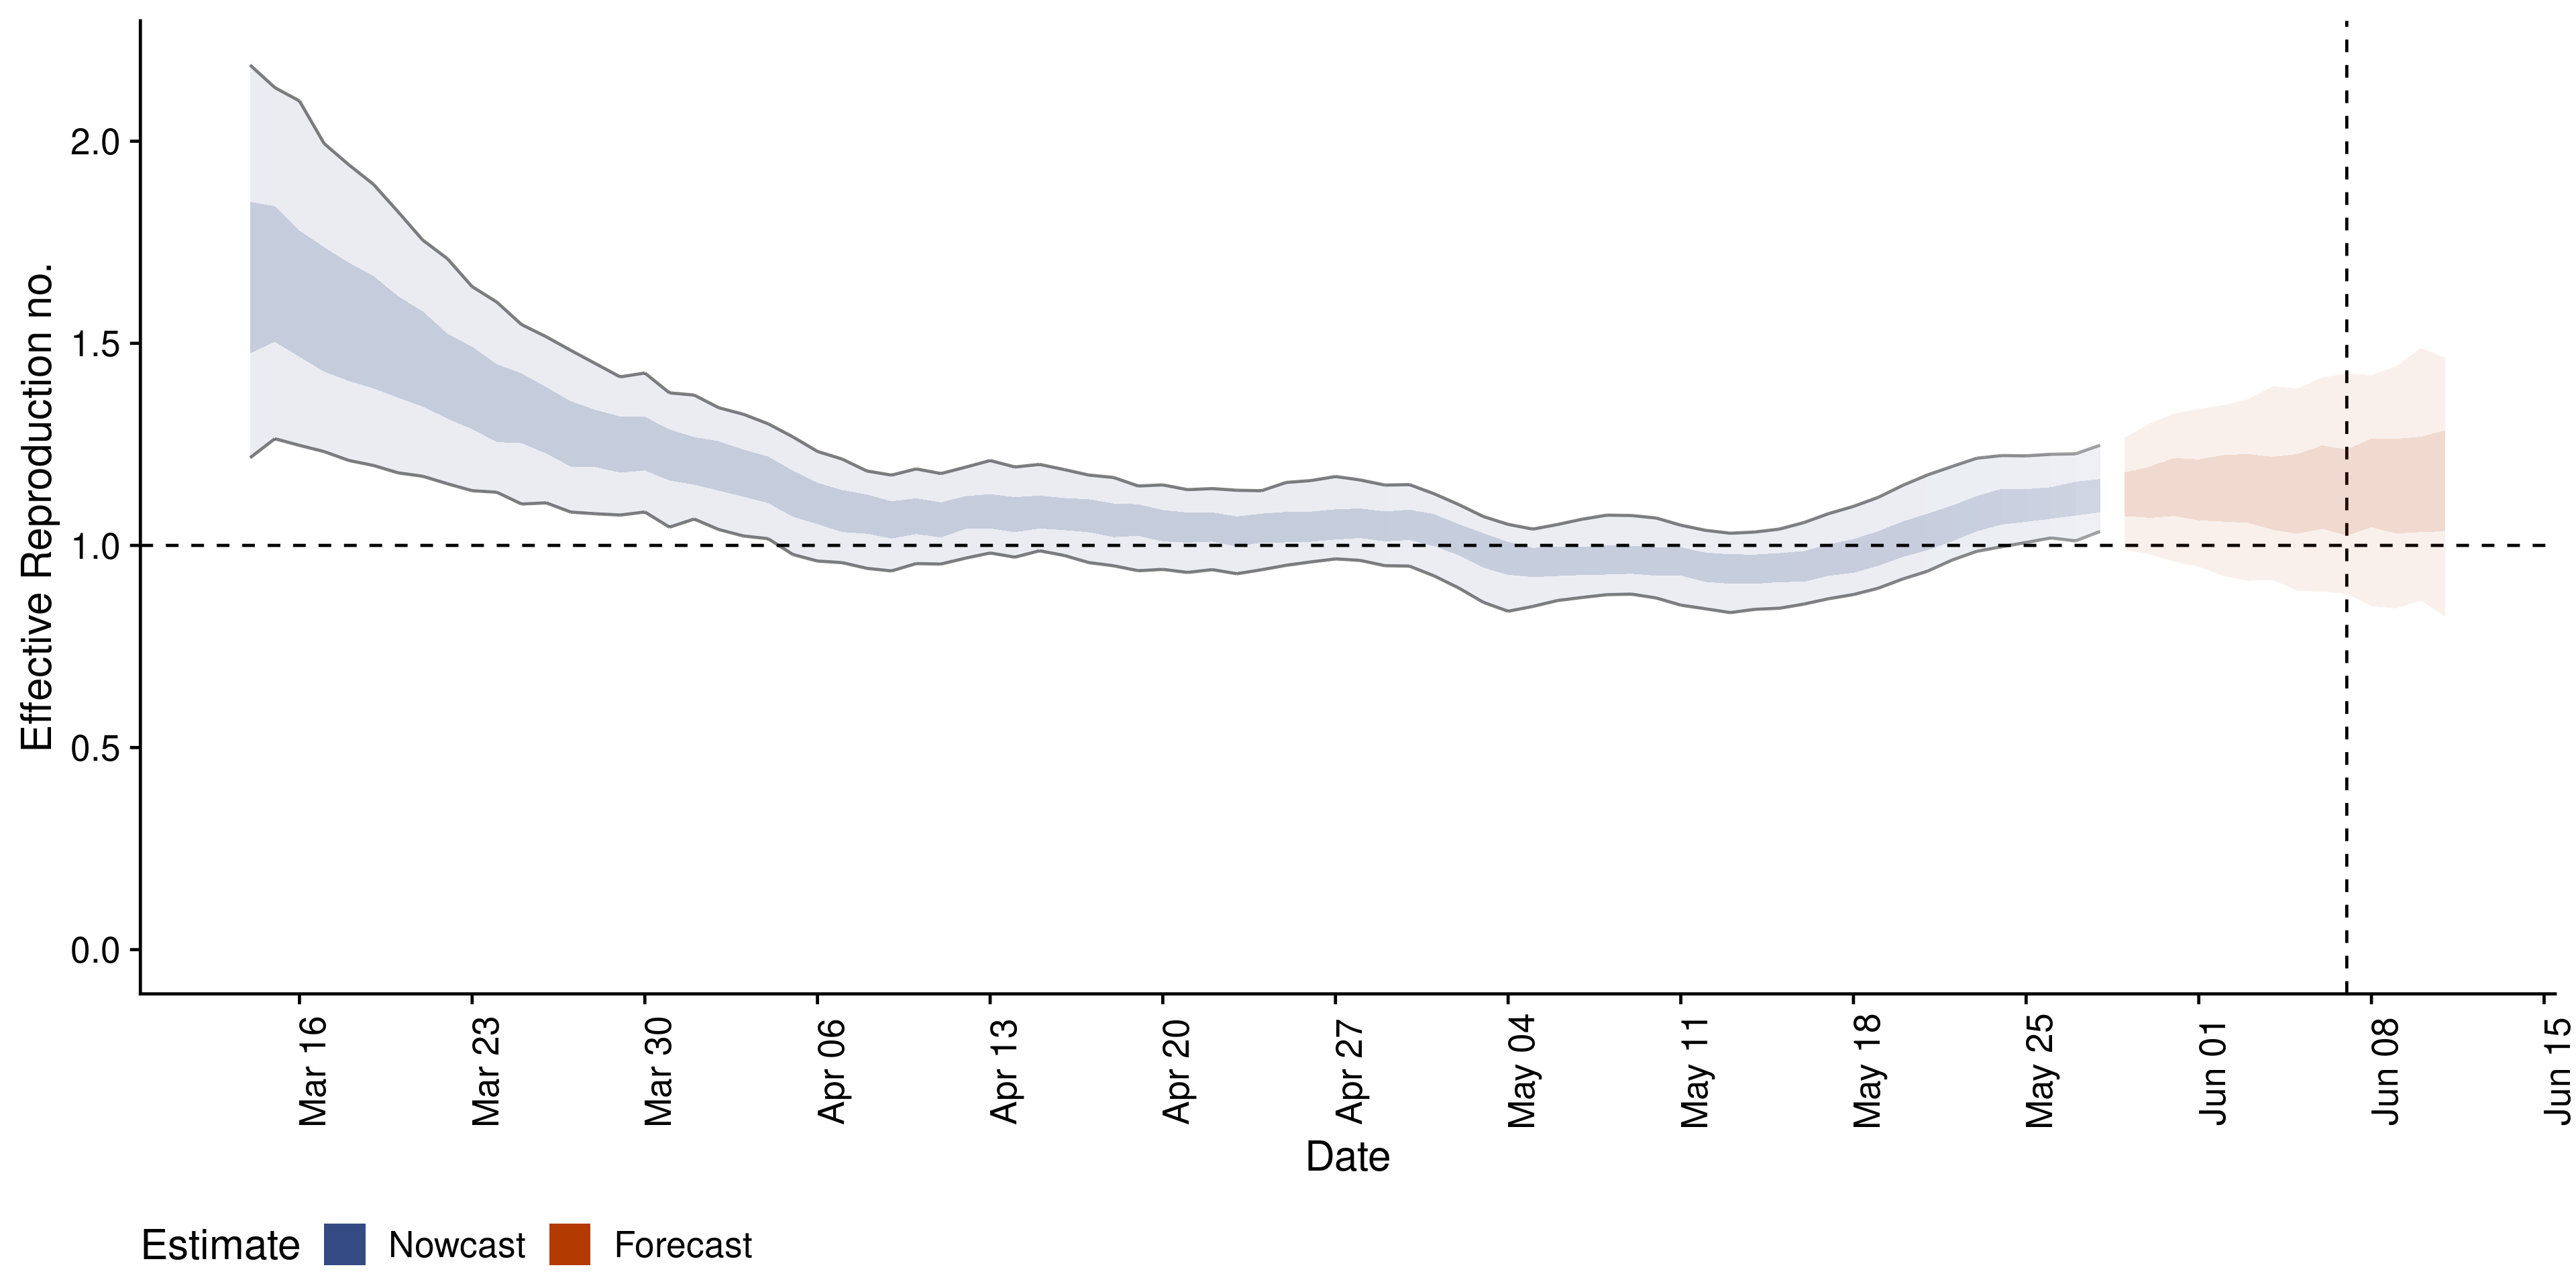 Effective Reproduction no.
2.0
1.5
1.0
0.5
0.0
Mar 16
Mar 23
Mar 30
Apr 06
Apr 13
Apr 20
Apr 27
May 04
May 11
May 18
May 25
Jun 01
Jun 08
Jun 15
Date
Estimate Nowcast Forecast